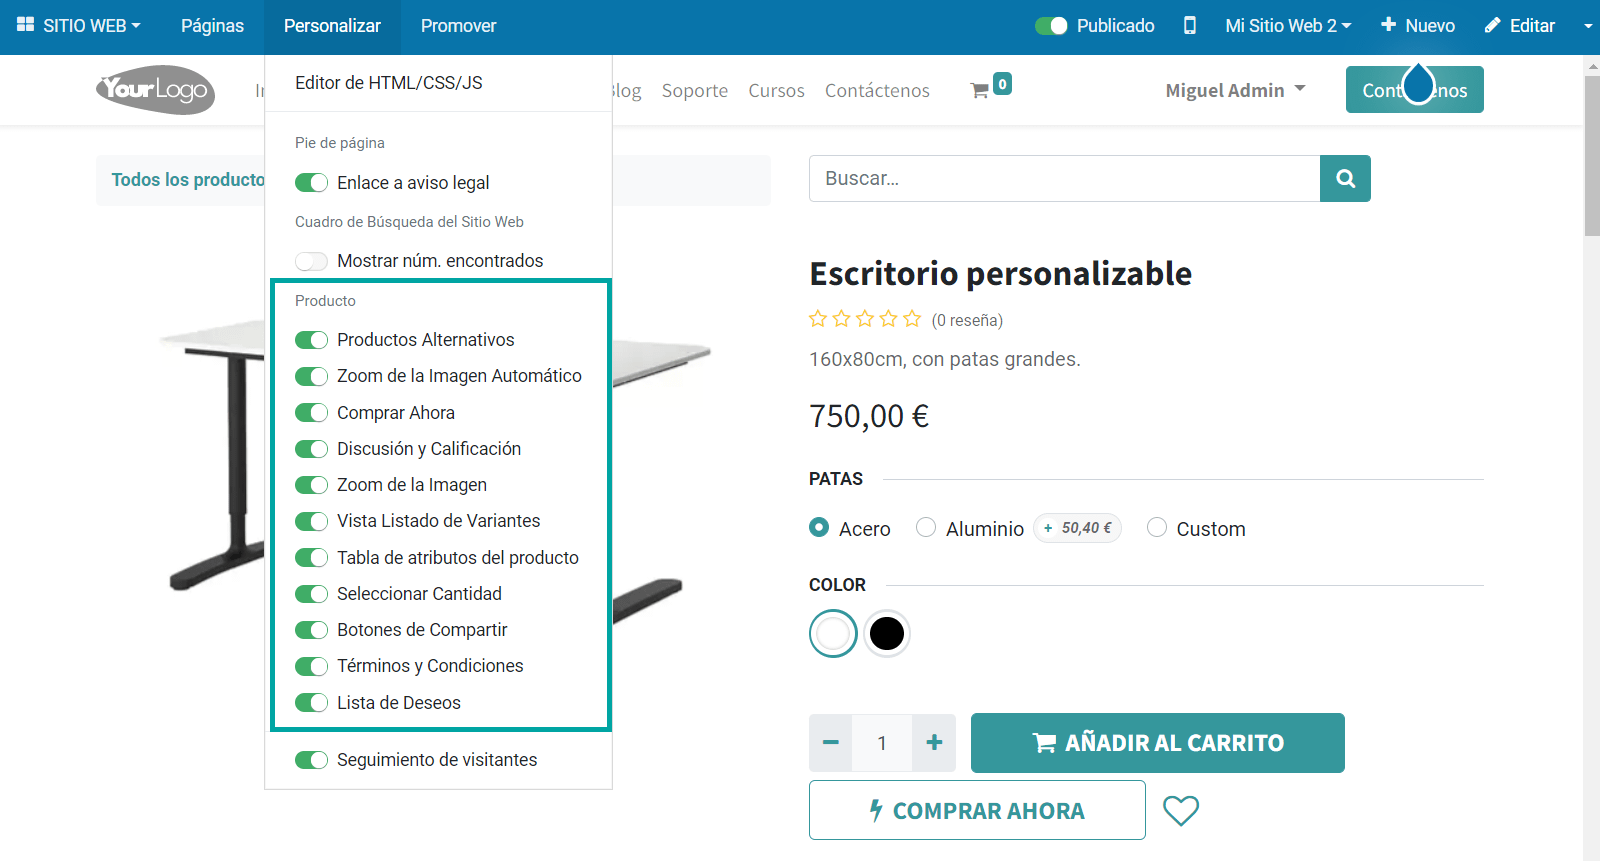 SITIO WEB
Páginas
Personalizar
Promover
Publicado
Mi Sitio Web 2
Nuevo
Editar
YourLogo
Editor de HTML/CSS/JS
Soporte
Cursos
Contáctenos
0
Miguel Admin
Pie de página
Enlace a aviso legal
Cuadro de Búsqueda del Sitio Web
Mostrar núm. encontrados
Producto
Productos Alternativos
Zoom de la Imagen Automático
Comprar Ahora
Discusión y Calificación
Zoom de la Imagen
Vista Listado de Variantes
Tabla de atributos del producto
Seleccionar Cantidad
Botones de Compartir
Términos y Condiciones
Lista de Deseos
Seguimiento de visitantes
Todos los producto
Buscar...
Escritorio personalizable
(0 reseña)
160x80cm, con patas grandes.
750,00 €
PATAS
Acero
Aluminio
+ 50,40 €
Custom
COLOR
1
AÑADIR AL CARRITO
COMPRAR AHORA